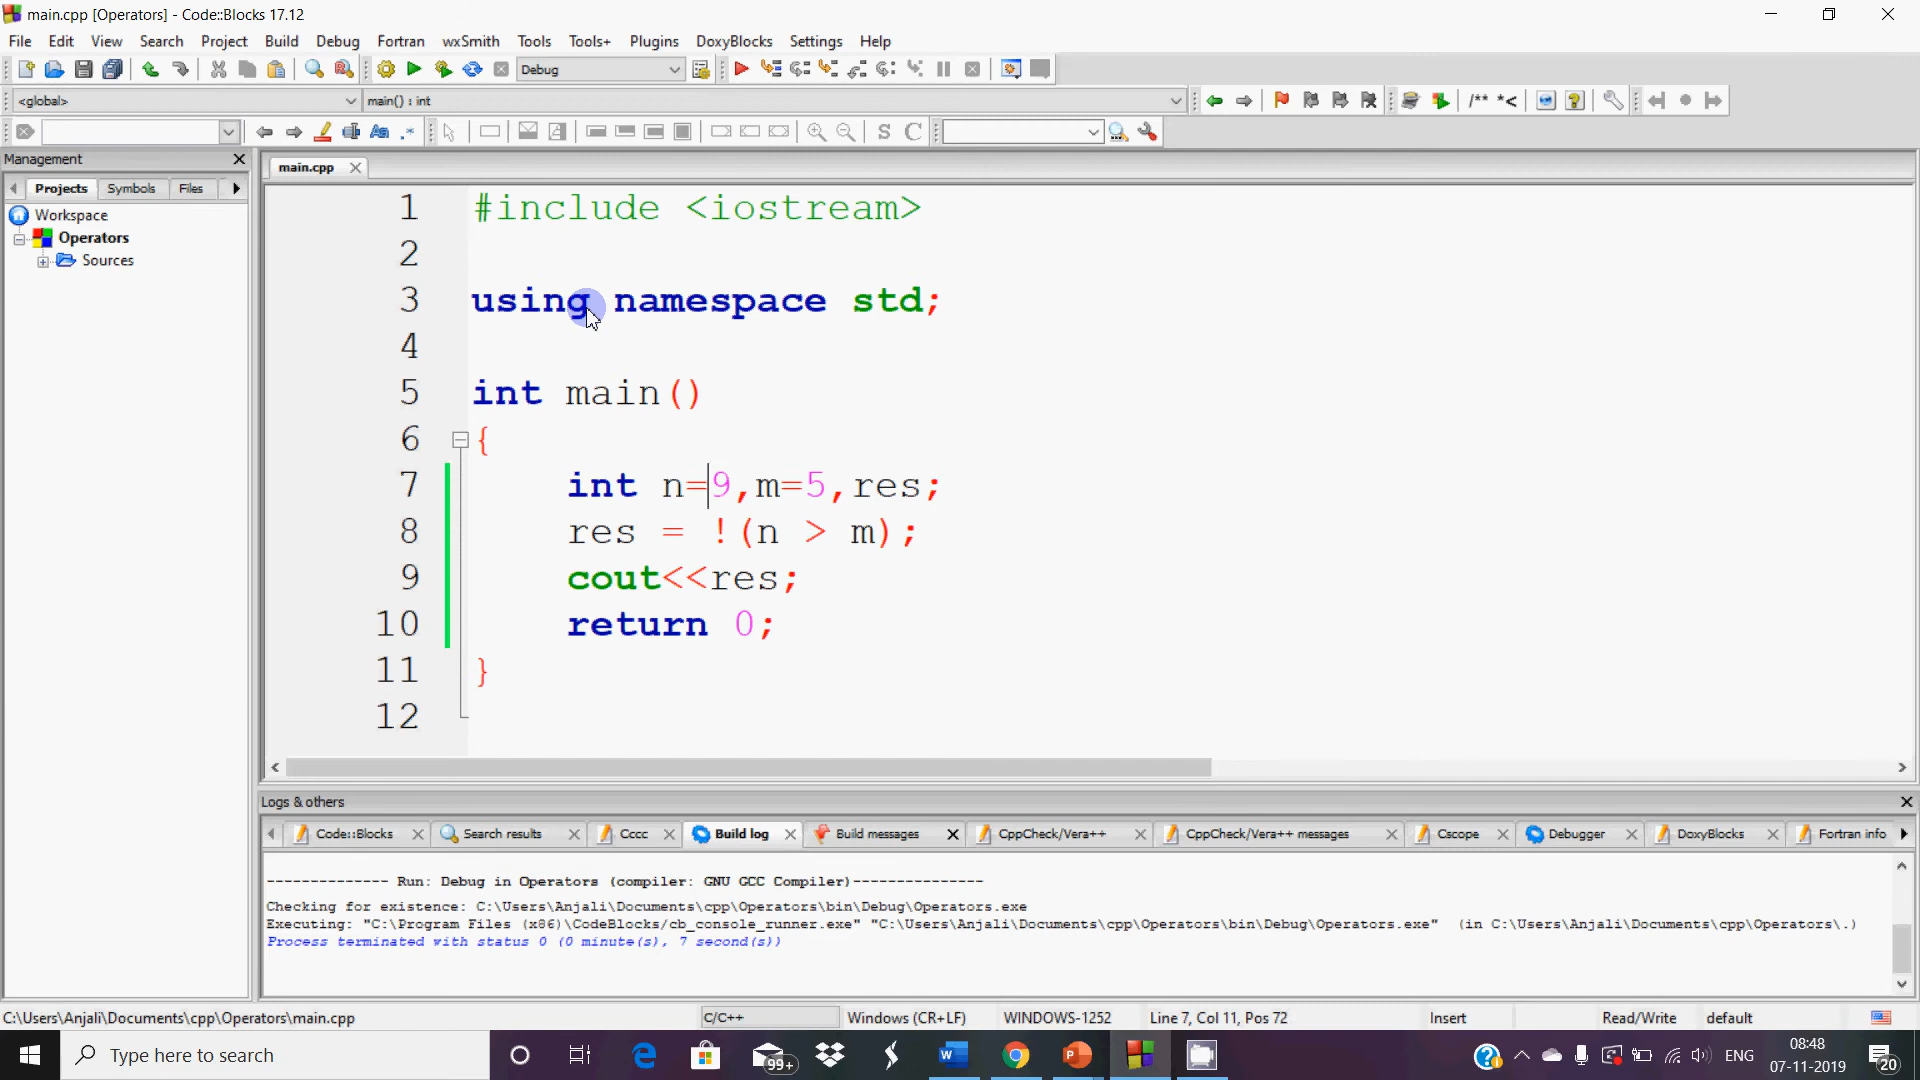 main.cpp [Operators] - Code::Blocks 17.12
File Edit View Search Project Build Debug Fortran wxSmith Tools Tools+ Plugins DoxyBlocks Settings Help
Debug
<global> main() : int /** *<
Aa .* S C
Management
main.cpp
Projects Symbols Files
Workspace
Operators
Sources
1 #include <iostream>
2
3 using namespace std;
4
5 int main()
6 {
7 int n=9,m=5,res;
8 res = !(n > m);
9 cout<<res;
10 return 0;
11 }
12
Logs & others
Code::Blocks Search results Cccc Build log Build messages CppCheck/Vera++ CppCheck/Vera++ messages Cscope Debugger DoxyBlocks Fortran info
-------------- Run: Debug in Operators (compiler: GNU GCC Compiler)---------------
Checking for existence: C:\Users\Anjali\Documents\cpp\Operators\bin\Debug\Operators.exe
Executing: "C:\Program Files (x86)\CodeBlocks/cb_console_runner.exe" "C:\Users\Anjali\Documents\cpp\Operators\bin\Debug\Operators.exe" (in C:\Users\Anjali\Documents\cpp\Operators\.)
Process terminated with status 0 (0 minute(s), 7 second(s))
C:\Users\Anjali\Documents\cpp\Operators\main.cpp C/C++ Windows (CR+LF) WINDOWS-1252 Line 7, Col 11, Pos 72 Insert Read/Write default
Type here to search 99+ ENG 08:48
07-11-2019 20